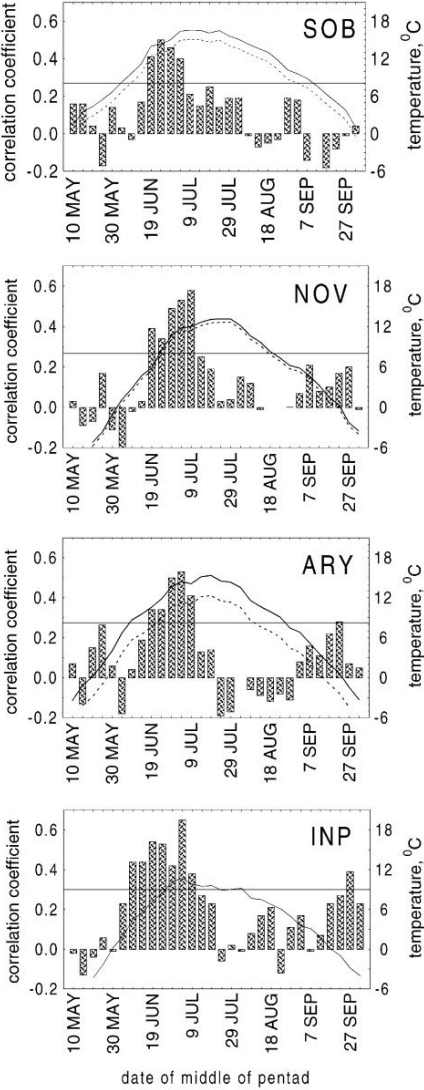 SOB
correlation coefficient
temperature, ⁰C
0.6
0.4
0.2
0.0
-0.2
18
12
6
0
-6
10 MAY
30 MAY
19 JUN
9 JUL
29 JUL
18 AUG
7 SEP
27 SEP
NOV
correlation coefficient
temperature, ⁰C
0.6
0.4
0.2
0.0
-0.2
18
12
6
0
-6
10 MAY
30 MAY
19 JUN
9 JUL
29 JUL
18 AUG
7 SEP
27 SEP
ARY
correlation coefficient
temperature, ⁰C
0.6
0.4
0.2
0.0
-0.2
18
12
6
0
-6
10 MAY
30 MAY
19 JUN
9 JUL
29 JUL
18 AUG
7 SEP
27 SEP
INP
correlation coefficient
temperature, ⁰C
0.6
0.4
0.2
0.0
-0.2
18
12
6
0
-6
10 MAY
30 MAY
19 JUN
9 JUL
29 JUL
18 AUG
7 SEP
27 SEP
date of middle of pentad